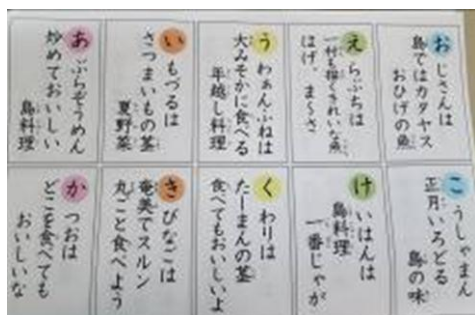 あぶらぞうめん
炒めておいしい
島料理
いもづるは
さつまいもの茎
夏野菜
うわぁんふねは
大みそかに食べる
年越し料理
えらぶちは
きれいな魚
はげ、まーさ
おじさんは
島ではカタヤス
おひげの魚
かつおは
どこを食べても
おいしいな
きびなごは
奄美でスルン
丸ごと食べよう
くわりは
たーまんの茎
食べてもおいしいよ
けいはんは
島料理
一番じゃが
こうしゃまん
正月いろどる
島の味